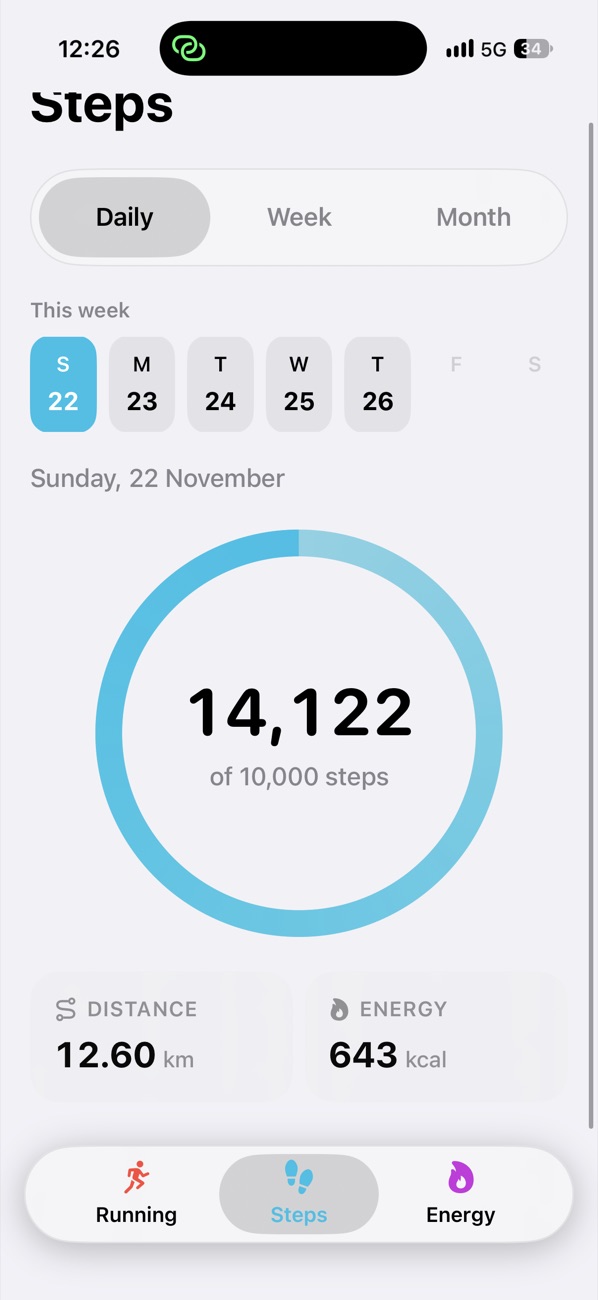 12:26
5G 34
Steps
Daily Week Month
This week
S M T W T F S
22 23 24 25 26
Sunday, 22 November
14,122
of 10,000 steps
DISTANCE ENERGY
12.60 km 643 kcal
Running Steps Energy